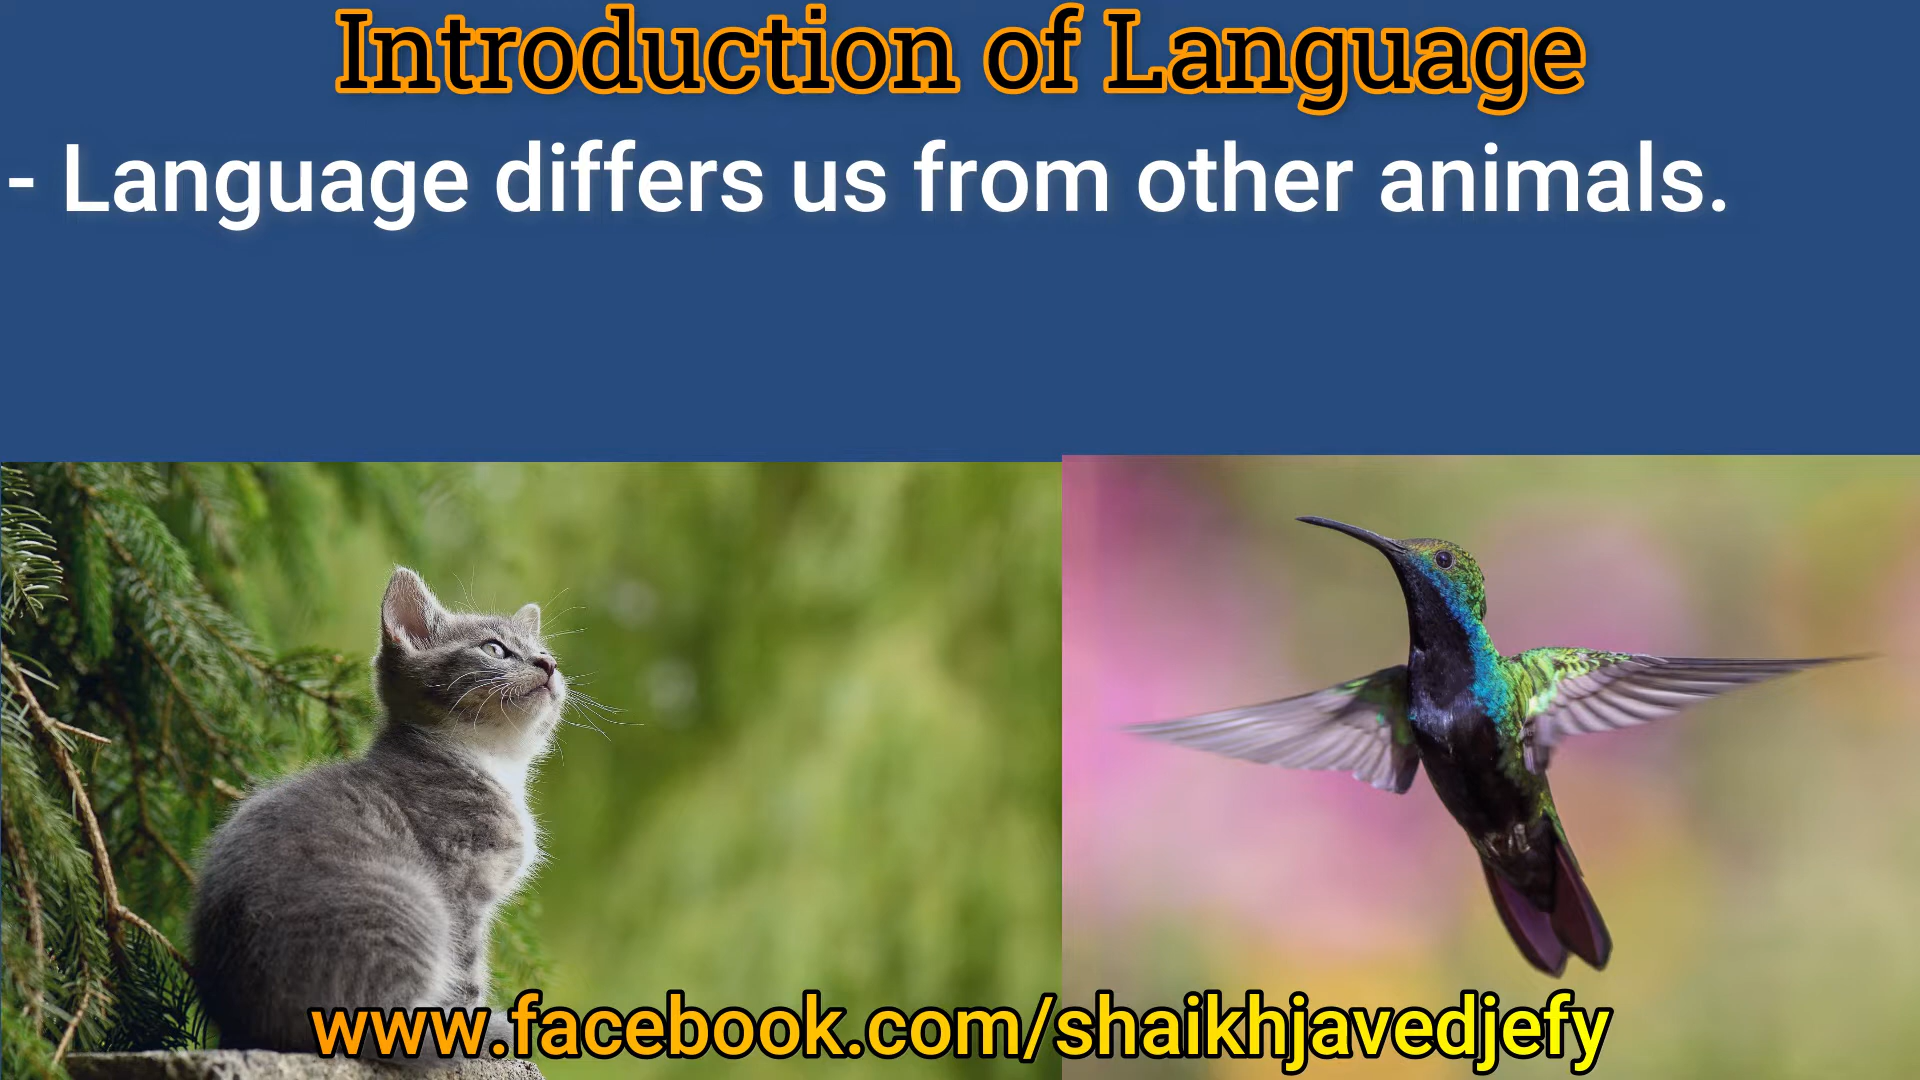 Introduction of Language
- Language differs us from other animals.
www.facebook.com/shaikhjavedjefy